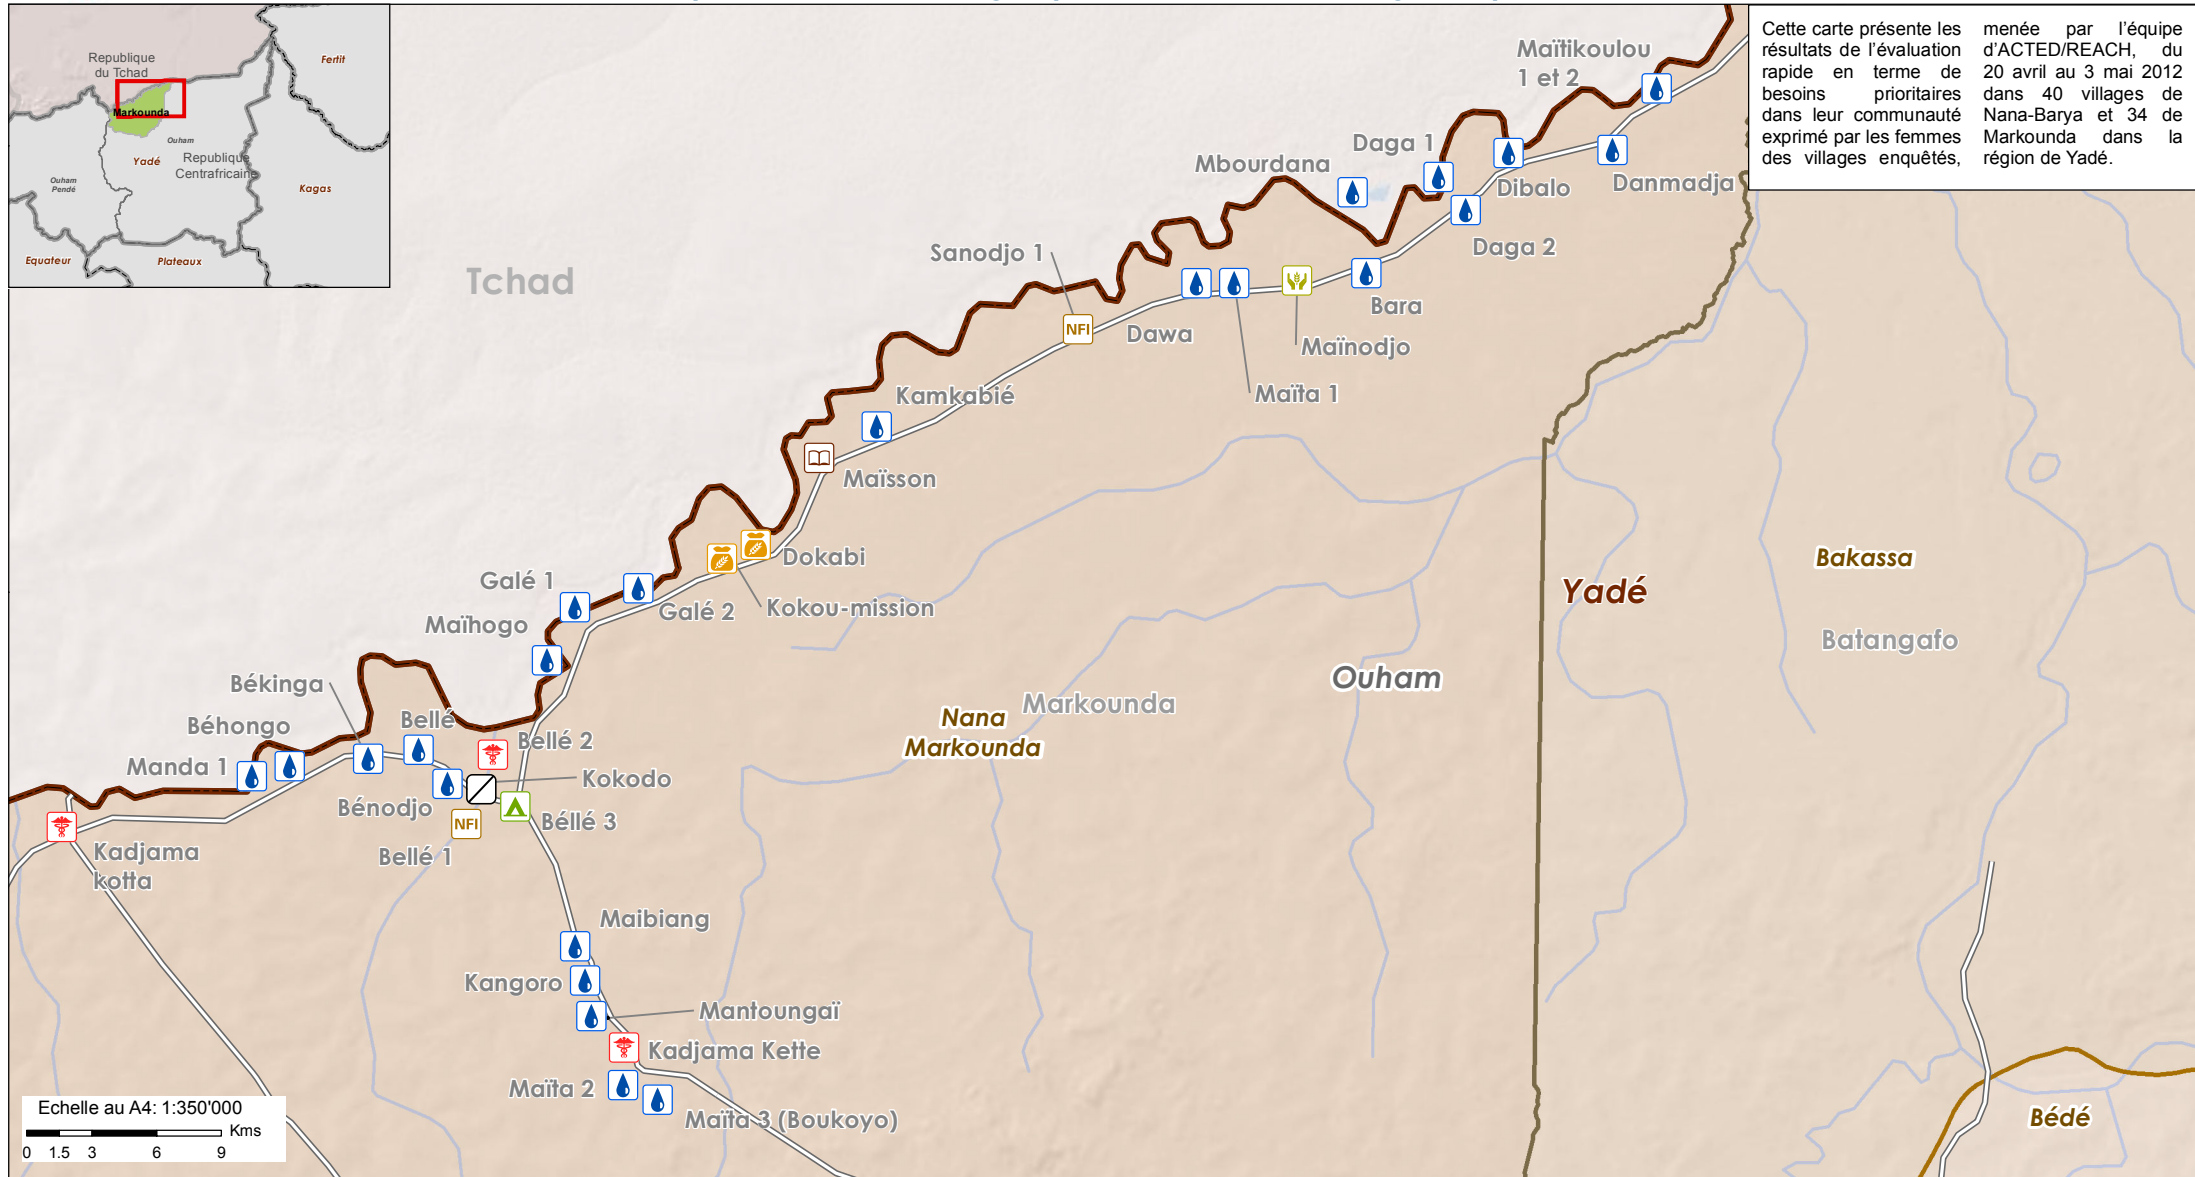 Republique
du Tchad
Fertit
Markounda
Ouham
Yadé
Republique
Centrafricaine
Ouham
Pendé
Kagas
Equateur
Plateaux
Cette carte présente les
résultats de l'évaluation
rapide en terme de
besoins prioritaires
dans leur communauté
exprimé par les femmes
des villages enquêtés,
menée par l'équipe
d'ACTED/REACH, du
20 avril au 3 mai 2012
dans 40 villages de
Nana-Barya et 34 de
Markounda dans la
région de Yadé.
Maïtikoulou
1 et 2
Daga 1
Mbourdana
Dibalo
Danmadja
Daga 2
Sanodjo 1
Tchad
Bara
Dawa
Maïnodjo
Maïta 1
NFI
Kamkabié
Maïsson
Dokabi
Bakassa
Galé 1
Yadé
Galé 2
Kokou-mission
Maïhogo
Batangafo
Ouham
Békinga
Markounda
Nana
Markounda
Béhongo
Bellé
Bellé 2
Manda 1
Kokodo
Bénodjo
NFI
Béllé 3
Bellé 1
Kadjama
kotta
Maibiang
Kangoro
Mantoungaï
Kadjama Kette
Maïta 2
Maïta 3 (Boukoyo)
Bédé
Echelle au A4: 1:350'000
Kms
0 1.5 3 6 9